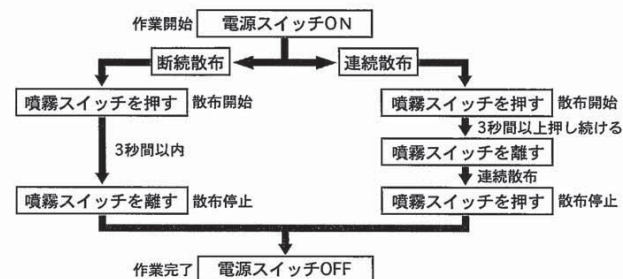 作業開始 電源スイッチON
断続散布 連続散布
噴霧スイッチを押す 散布開始 噴霧スイッチを押す 散布開始
3秒間以上押し続ける
3秒間以内 噴霧スイッチを離す
連続散布
噴霧スイッチを離す 散布停止 噴霧スイッチを押す 散布停止
作業完了 電源スイッチOFF